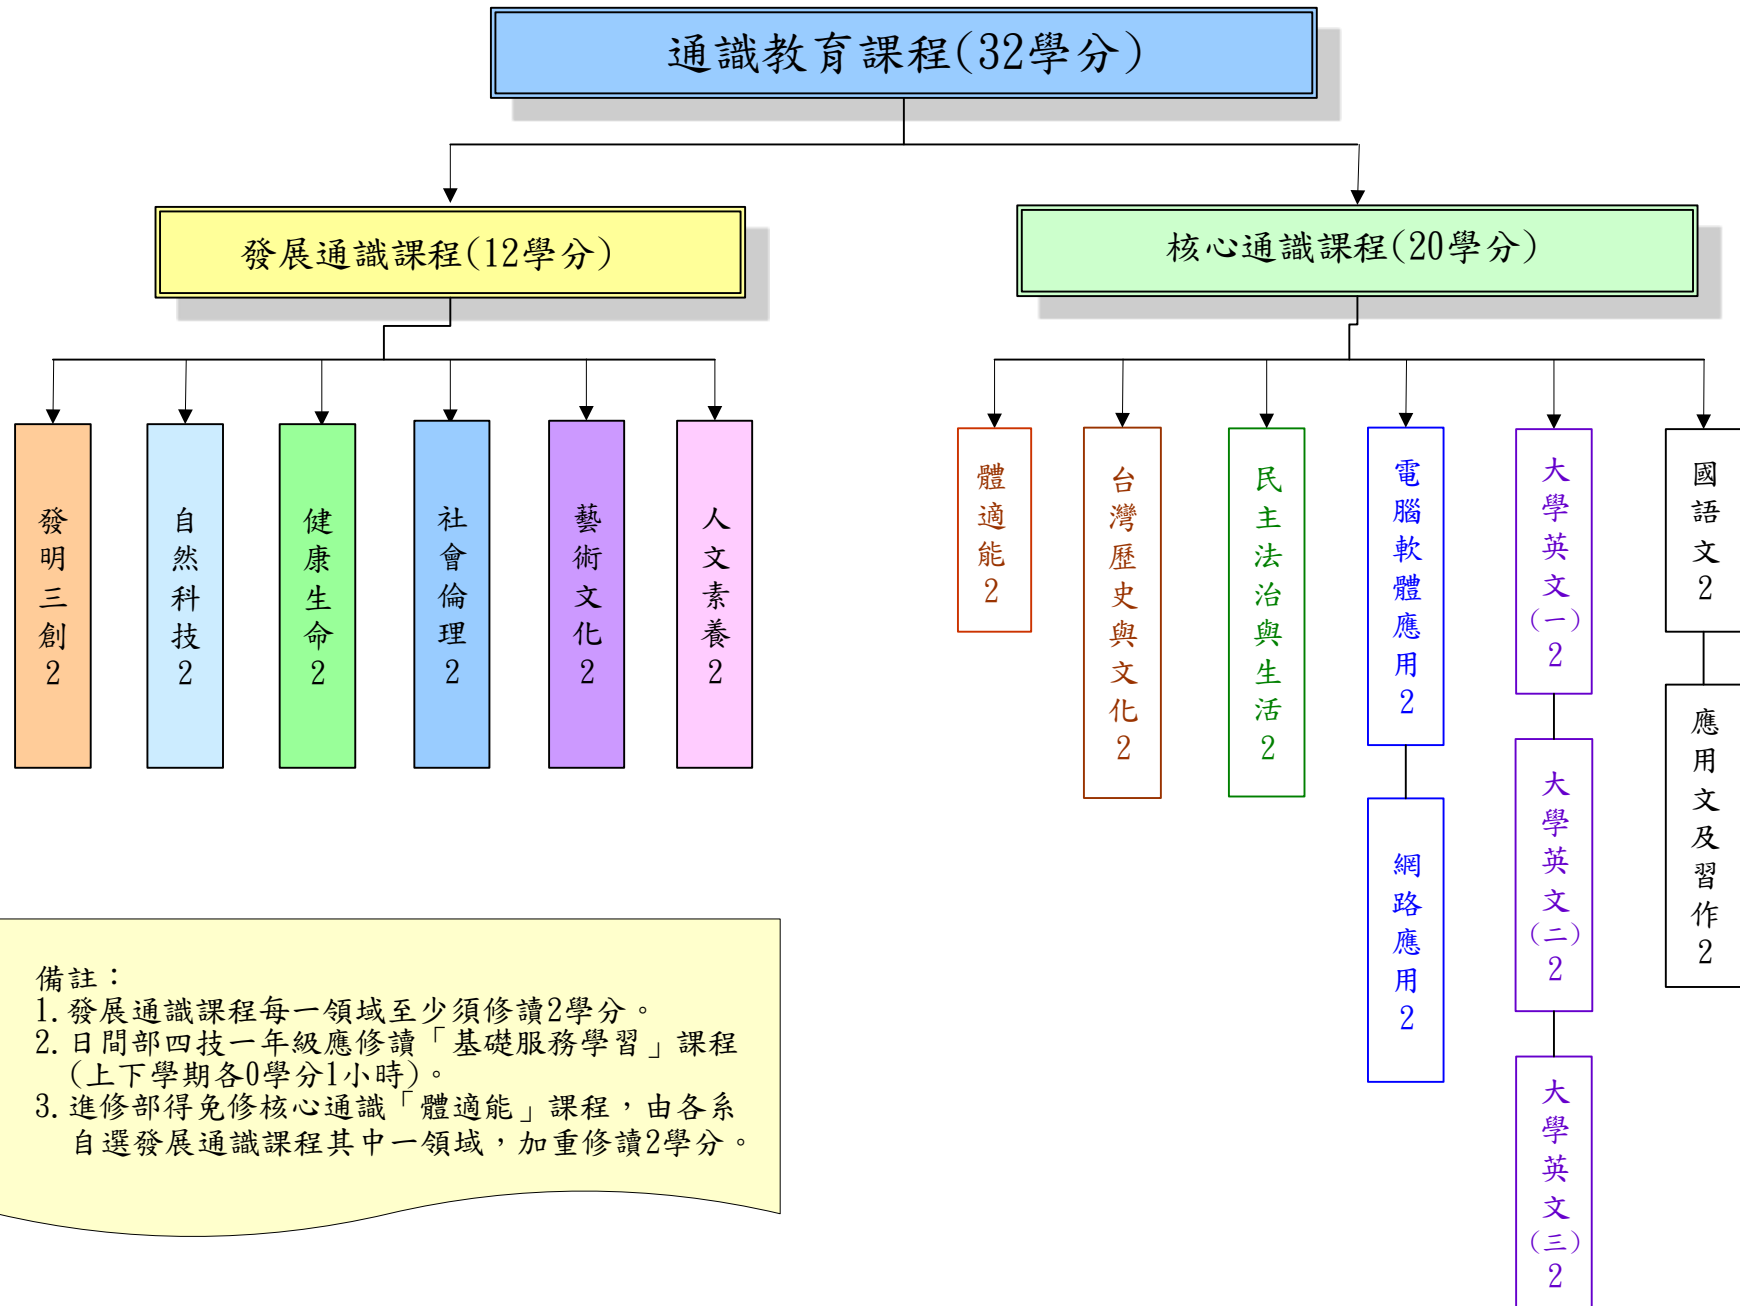 通識教育課程(32學分)
發展通識課程(12學分)
核心通識課程(20學分)
發明三創2
自然科技2
健康生命2
社會倫理2
藝術文化2
人文素養2
體適能2
台灣歷史與文化2
民主法治與生活2
電腦軟體應用2
大學英文(一)2
國語文2
網路應用2
大學英文(二)2
應用文及習作2
大學英文(三)2
備註：
1.發展通識課程每一領域至少須修讀2學分。
2.日間部四技一年級應修讀「基礎服務學習」課程
(上下學期各0學分1小時)。
3.進修部得免修核心通識「體適能」課程，由各系
自選發展通識課程其中一領域，加重修讀2學分。